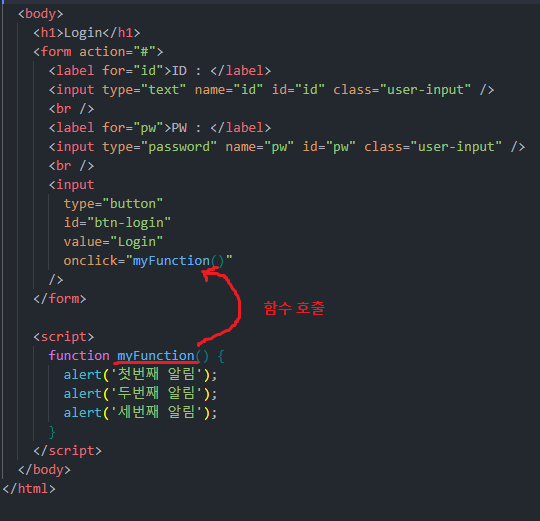 <body>
<h1>Login</h1>
<form action="#">
<label for="id">ID : </label>
<input type="text" name="id" id="id" class="user-input" />
<br />
<label for="pw">PW : </label>
<input type="password" name="pw" id="pw" class="user-input" />
<br />
<input
type="button"
id="btn-login"
value="Login"
onclick="myFunction()"
/>
</form>
함수 호출
<script>
function myFunction() {
alert('첫번째 알림');
alert('두번째 알림');
alert('세번째 알림');
}
</script>
</body>
</html>